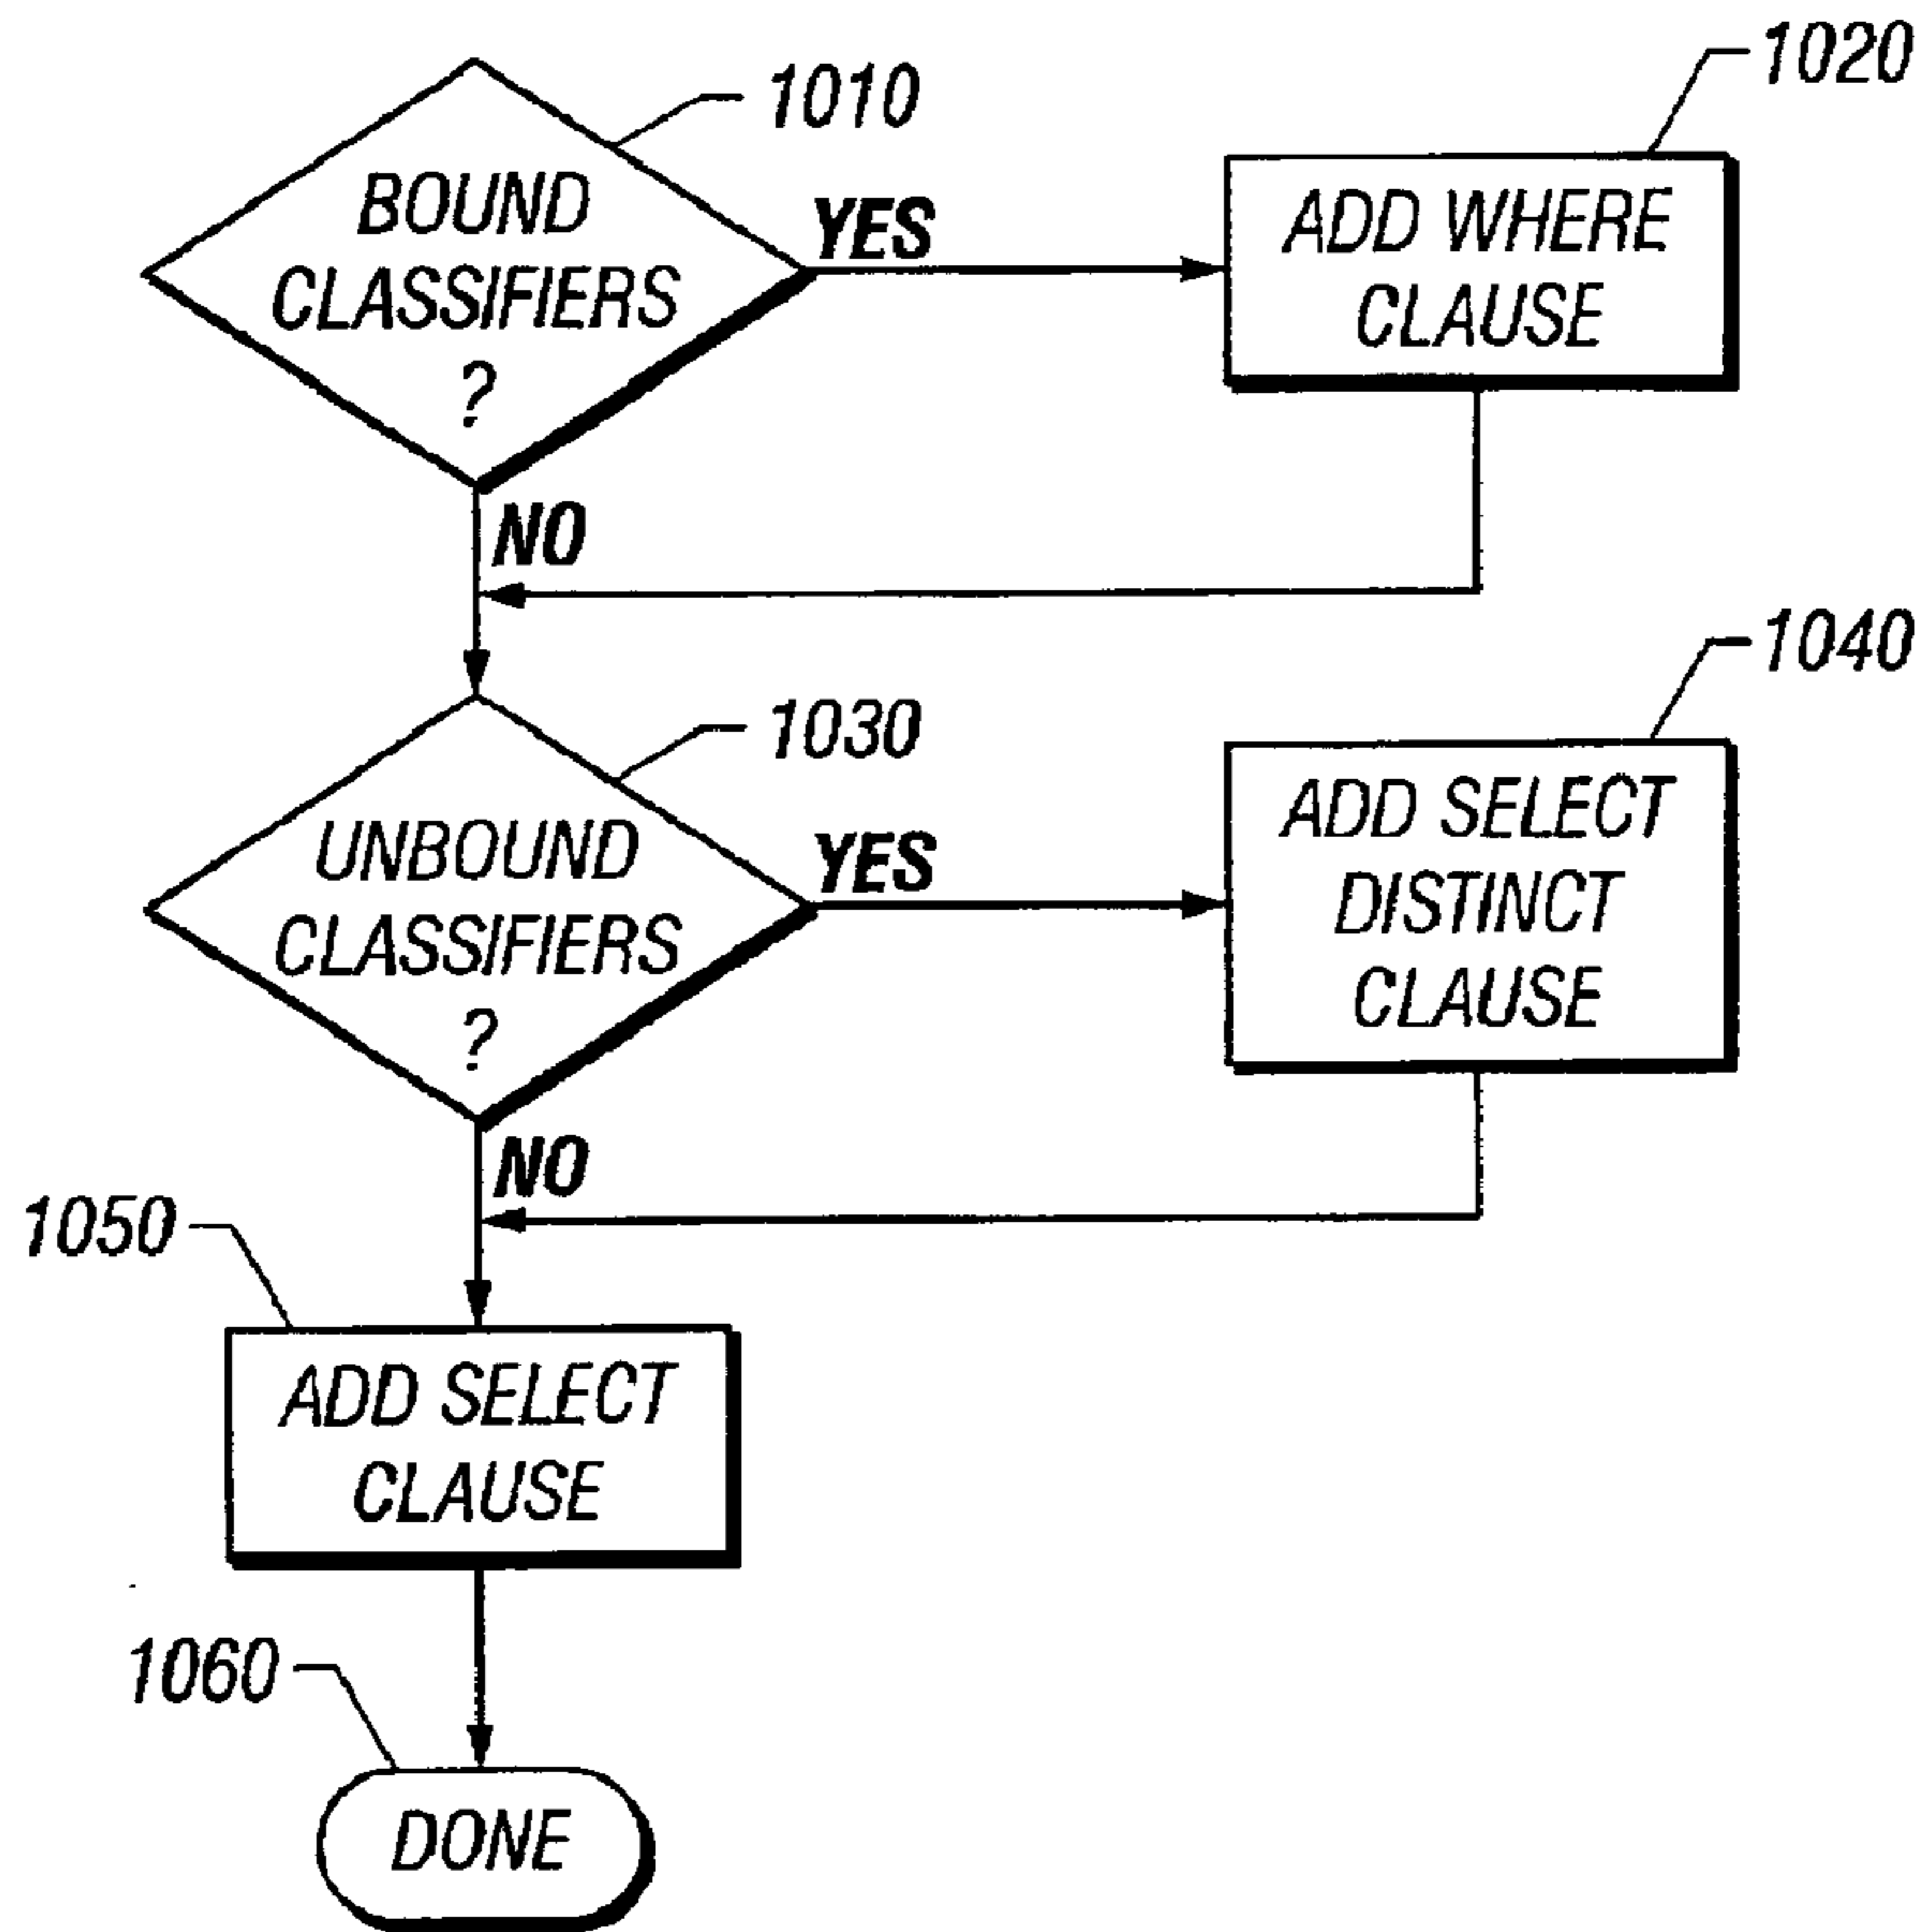 1010
1020
BOUND
CLASSIFIERS
?
YES
ADD WHERE
CLAUSE
NO
1030
1040
UNBOUND
CLASSIFIERS
?
YES
ADD SELECT
DISTINCT
CLAUSE
NO
1050
ADD SELECT
CLAUSE
1060
DONE